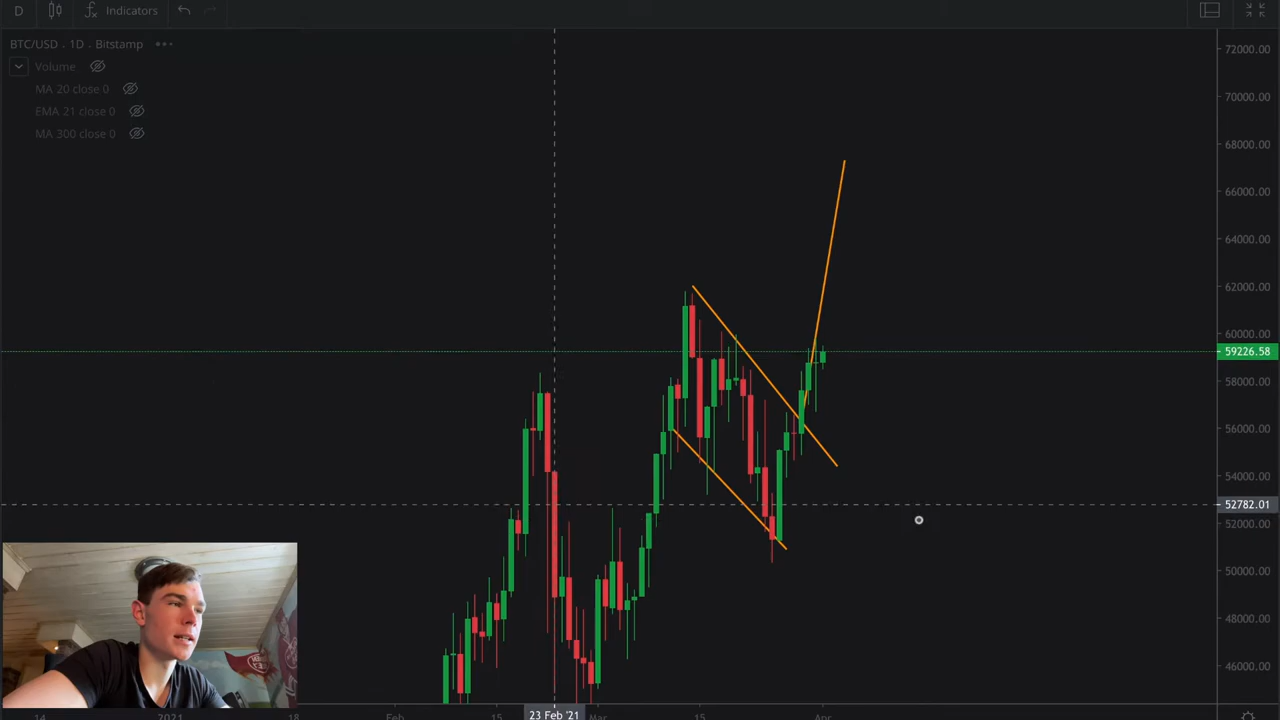 D Indicators
BTC/USD . 1D . Bitstamp
Volume
MA 20 close 0
EMA 21 close 0
MA 300 close 0
72000.00
70000.00
68000.00
66000.00
64000.00
62000.00
60000.00
59226.58
58000.00
56000.00
54000.00
52782.01
52000.00
50000.00
48000.00
46000.00
14 2021 18 Feb 15 23 Feb '21 Mar 15 Apr